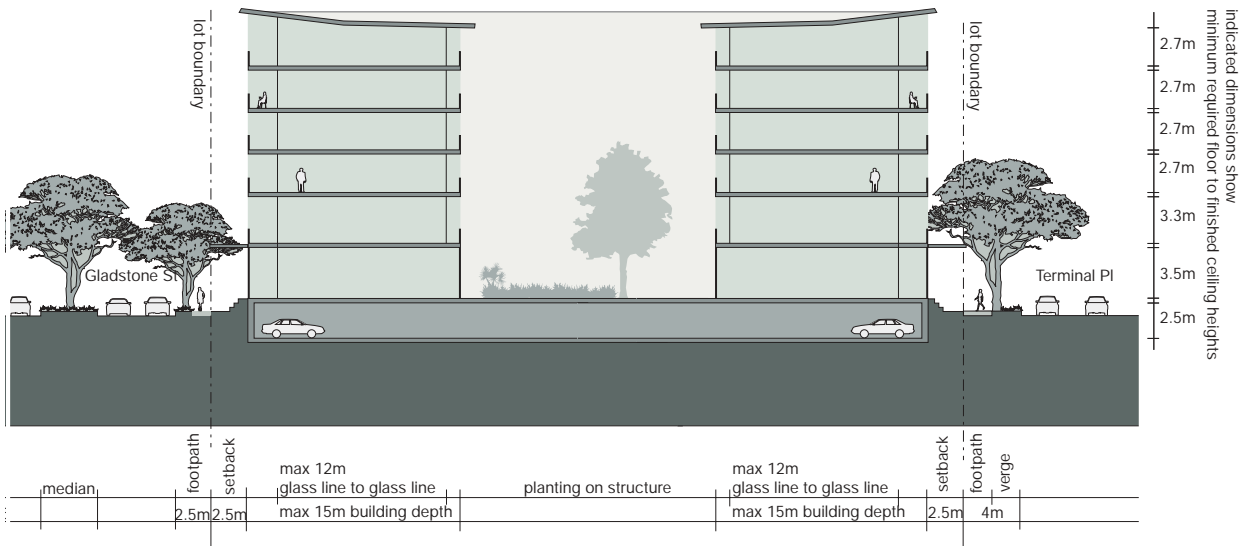 lot boundary
lot boundary
indicated dimensions show
minimum required floor to finished ceiling heights
2.7m
2.7m
2.7m
2.7m
3.3m
3.5m
2.5m
Gladstone St
Terminal Pl
median
footpath
setback
max 12m
glass line to glass line
planting on structure
max 12m
glass line to glass line
setback
footpath
verge
2.5m
2.5m
max 15m building depth
max 15m building depth
2.5m
4m